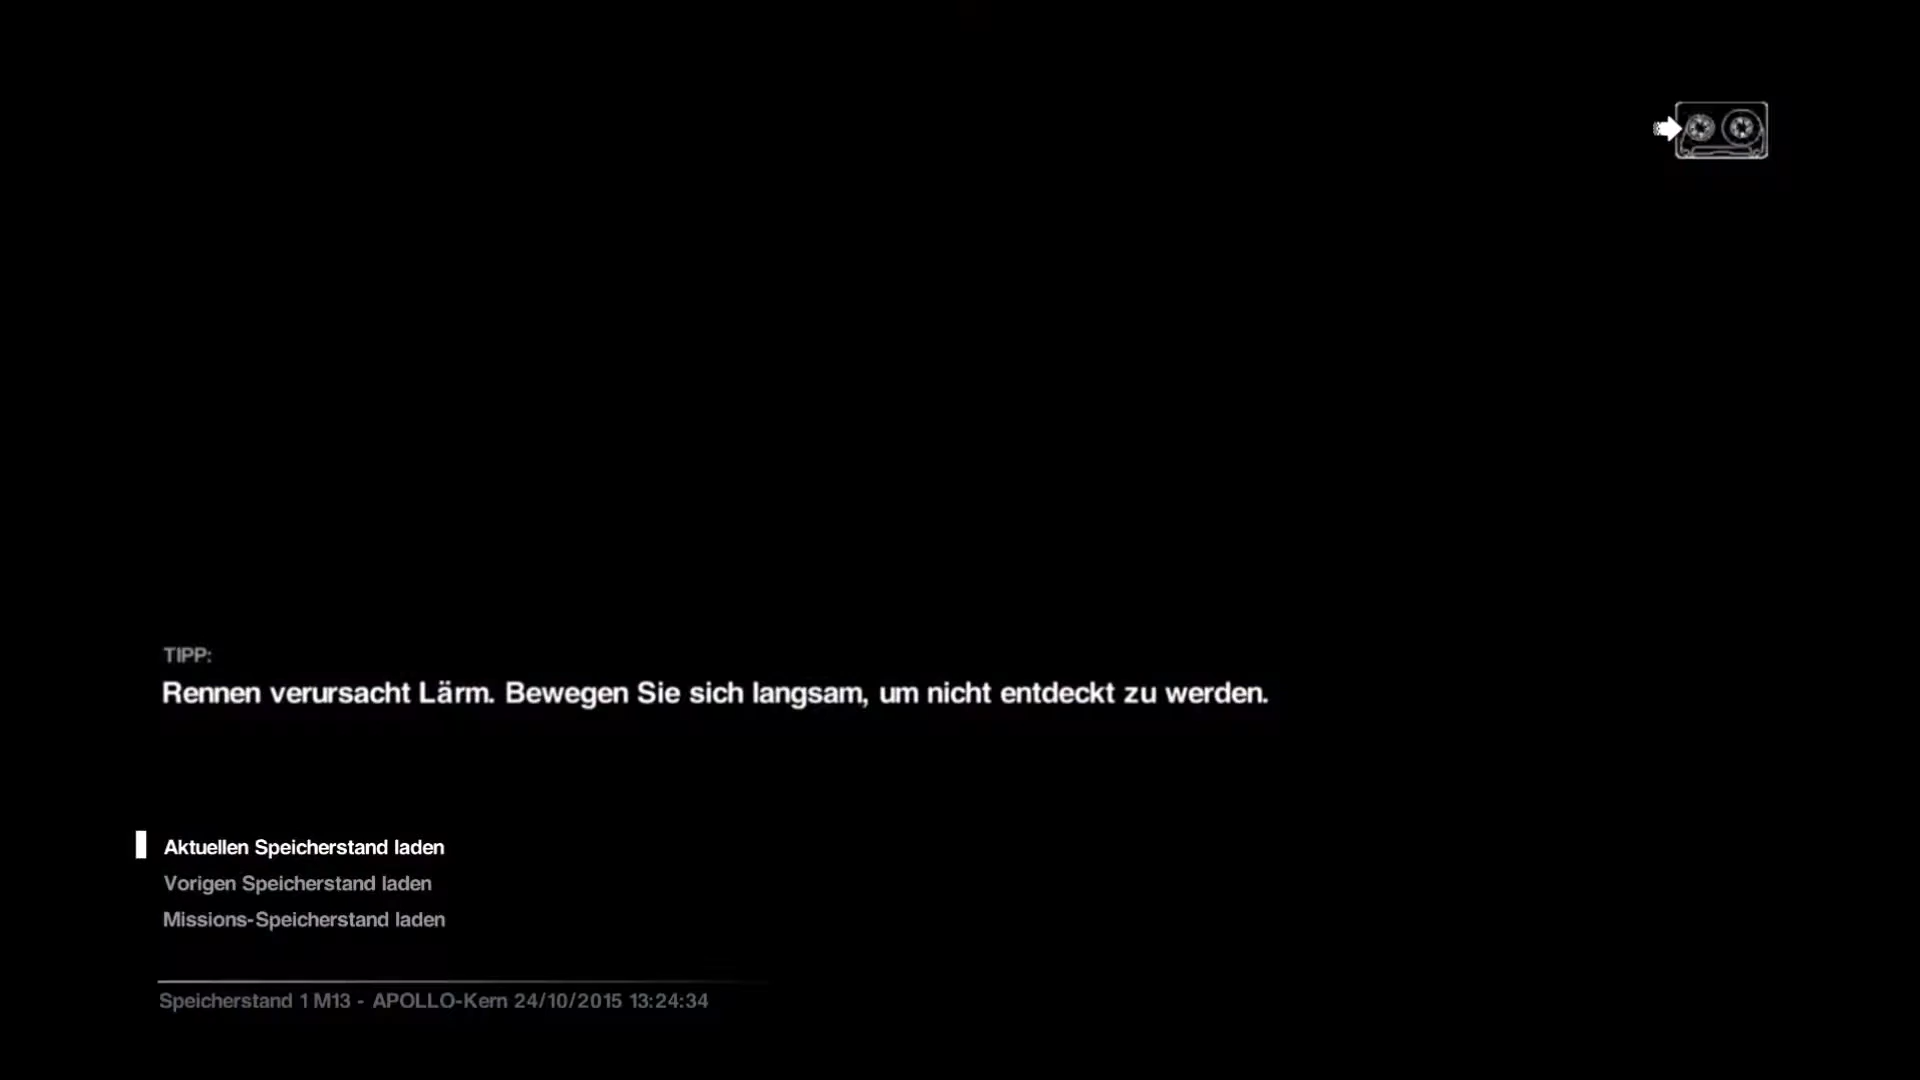 TIPP:
Rennen verursacht Lärm. Bewegen Sie sich langsam, um nicht entdeckt zu werden.
Aktuellen Speicherstand laden
Vorigen Speicherstand laden
Missions-Speicherstand laden
Speicherstand 1 M13 - APOLLO-Kern 24/10/2015 13:24:34